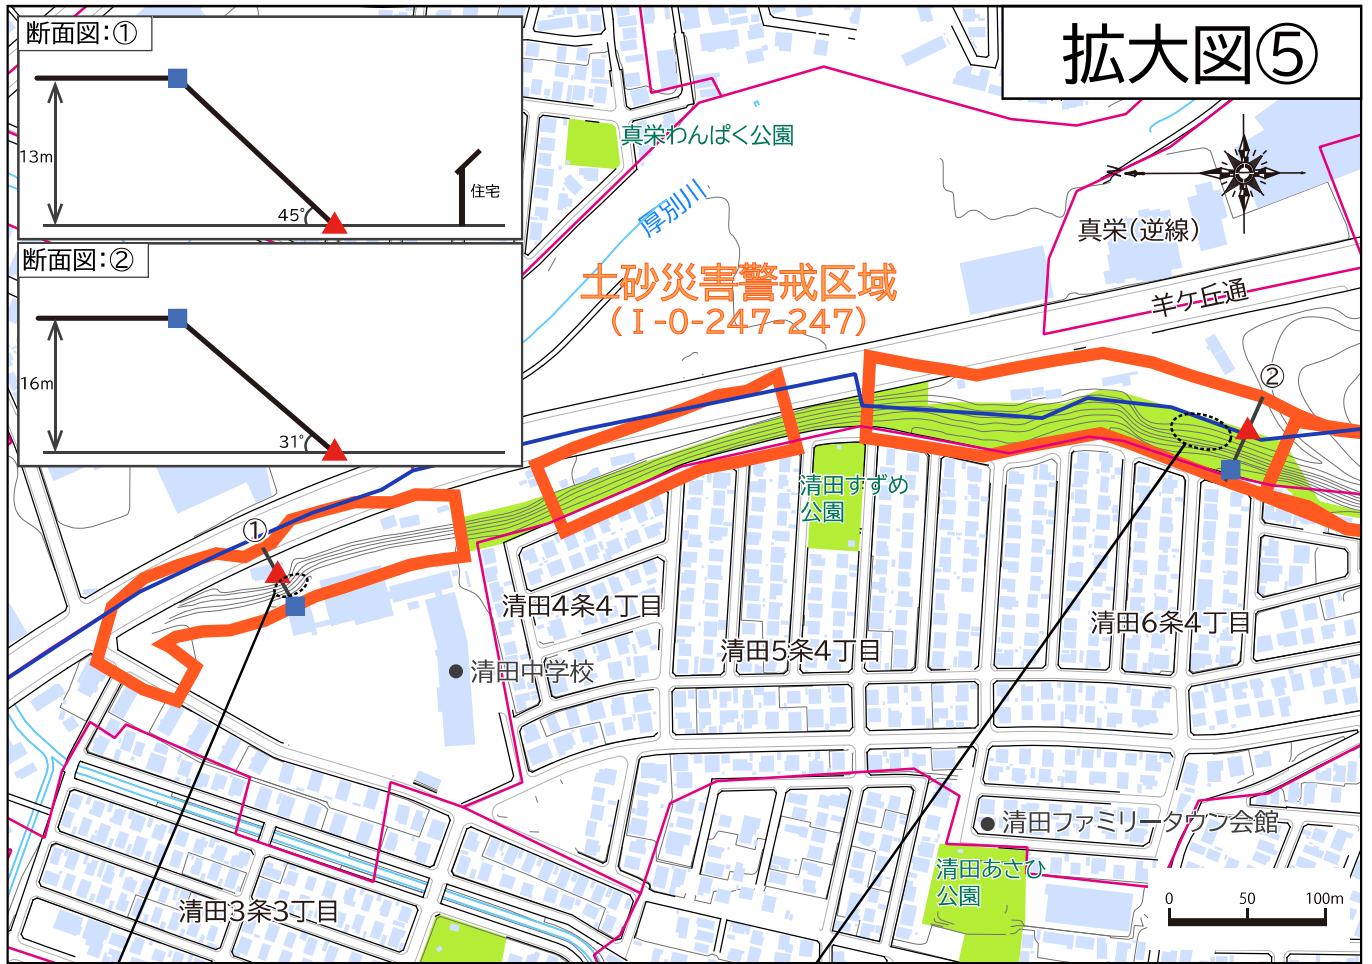 断面図：①
13m
45°
住宅
断面図：②
16m
31°
拡大図⑤
真栄わんぱく公園
厚別川
N
真栄（逆線）
羊ケ丘通
土砂災害警戒区域
（Ⅰ-0-247-247）
②
①
清田すずめ
公園
清田4条4丁目
清田5条4丁目
清田6条4丁目
清田中学校
清田ファミリータウン会館
清田あさひ
公園
清田3条3丁目
0 50 100m